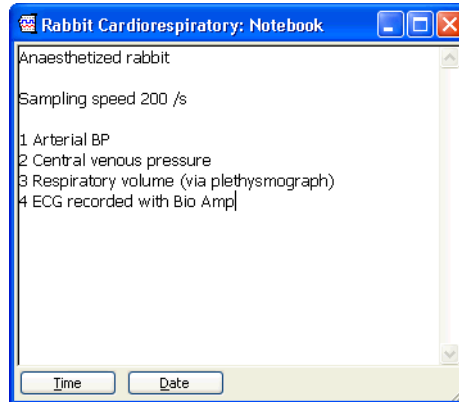 Rabbit Cardiorespiratory: Notebook
Anaesthetized rabbit
Sampling speed 200 /s
1 Arterial BP
2 Central venous pressure
3 Respiratory volume (via plethysmograph)
4 ECG recorded with Bio Amp
Time Date